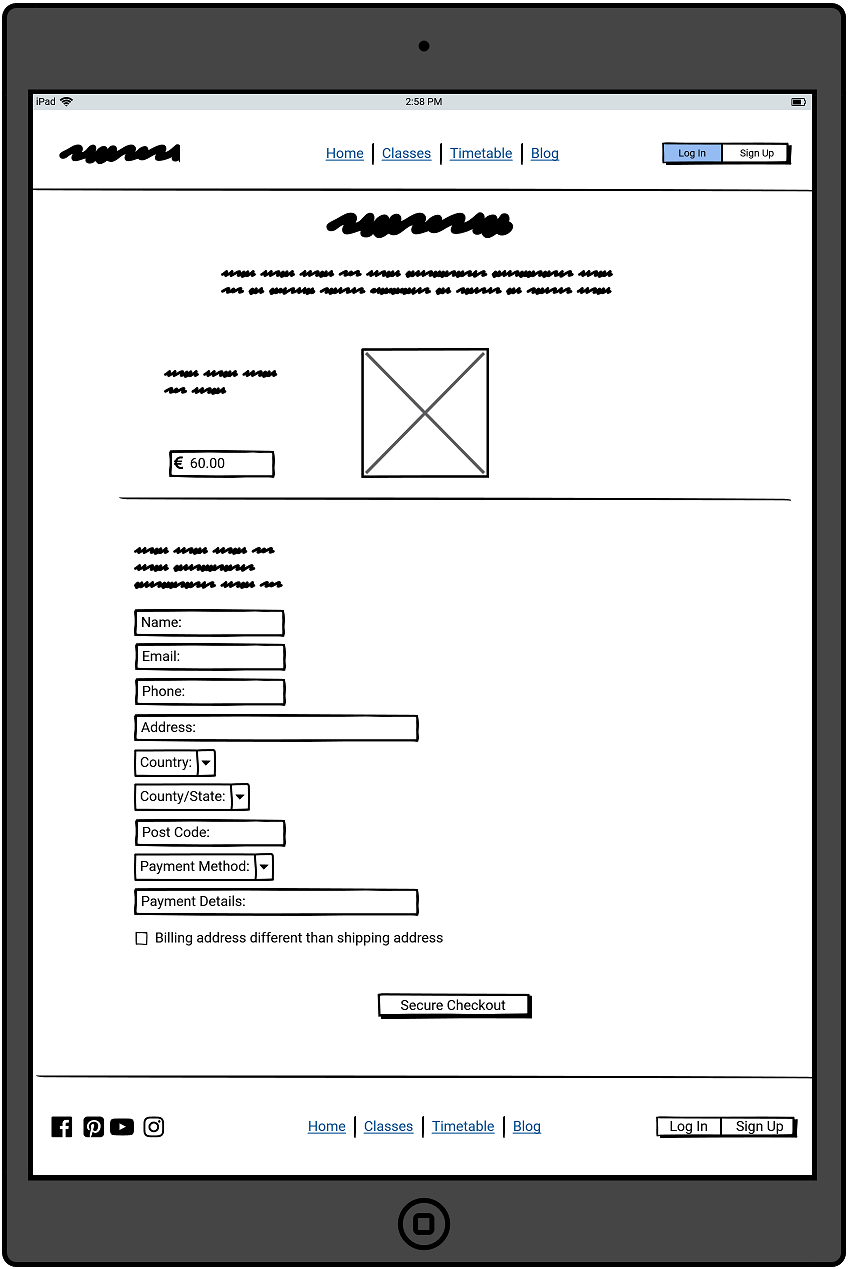 iPad 2:58 PM
Home Classes Timetable Blog Log In Sign Up
€ 60.00
Name:
Email:
Phone:
Address:
Country:
County/State:
Post Code:
Payment Method:
Payment Details:
Billing address different than shipping address
Secure Checkout
Home Classes Timetable Blog Log In Sign Up